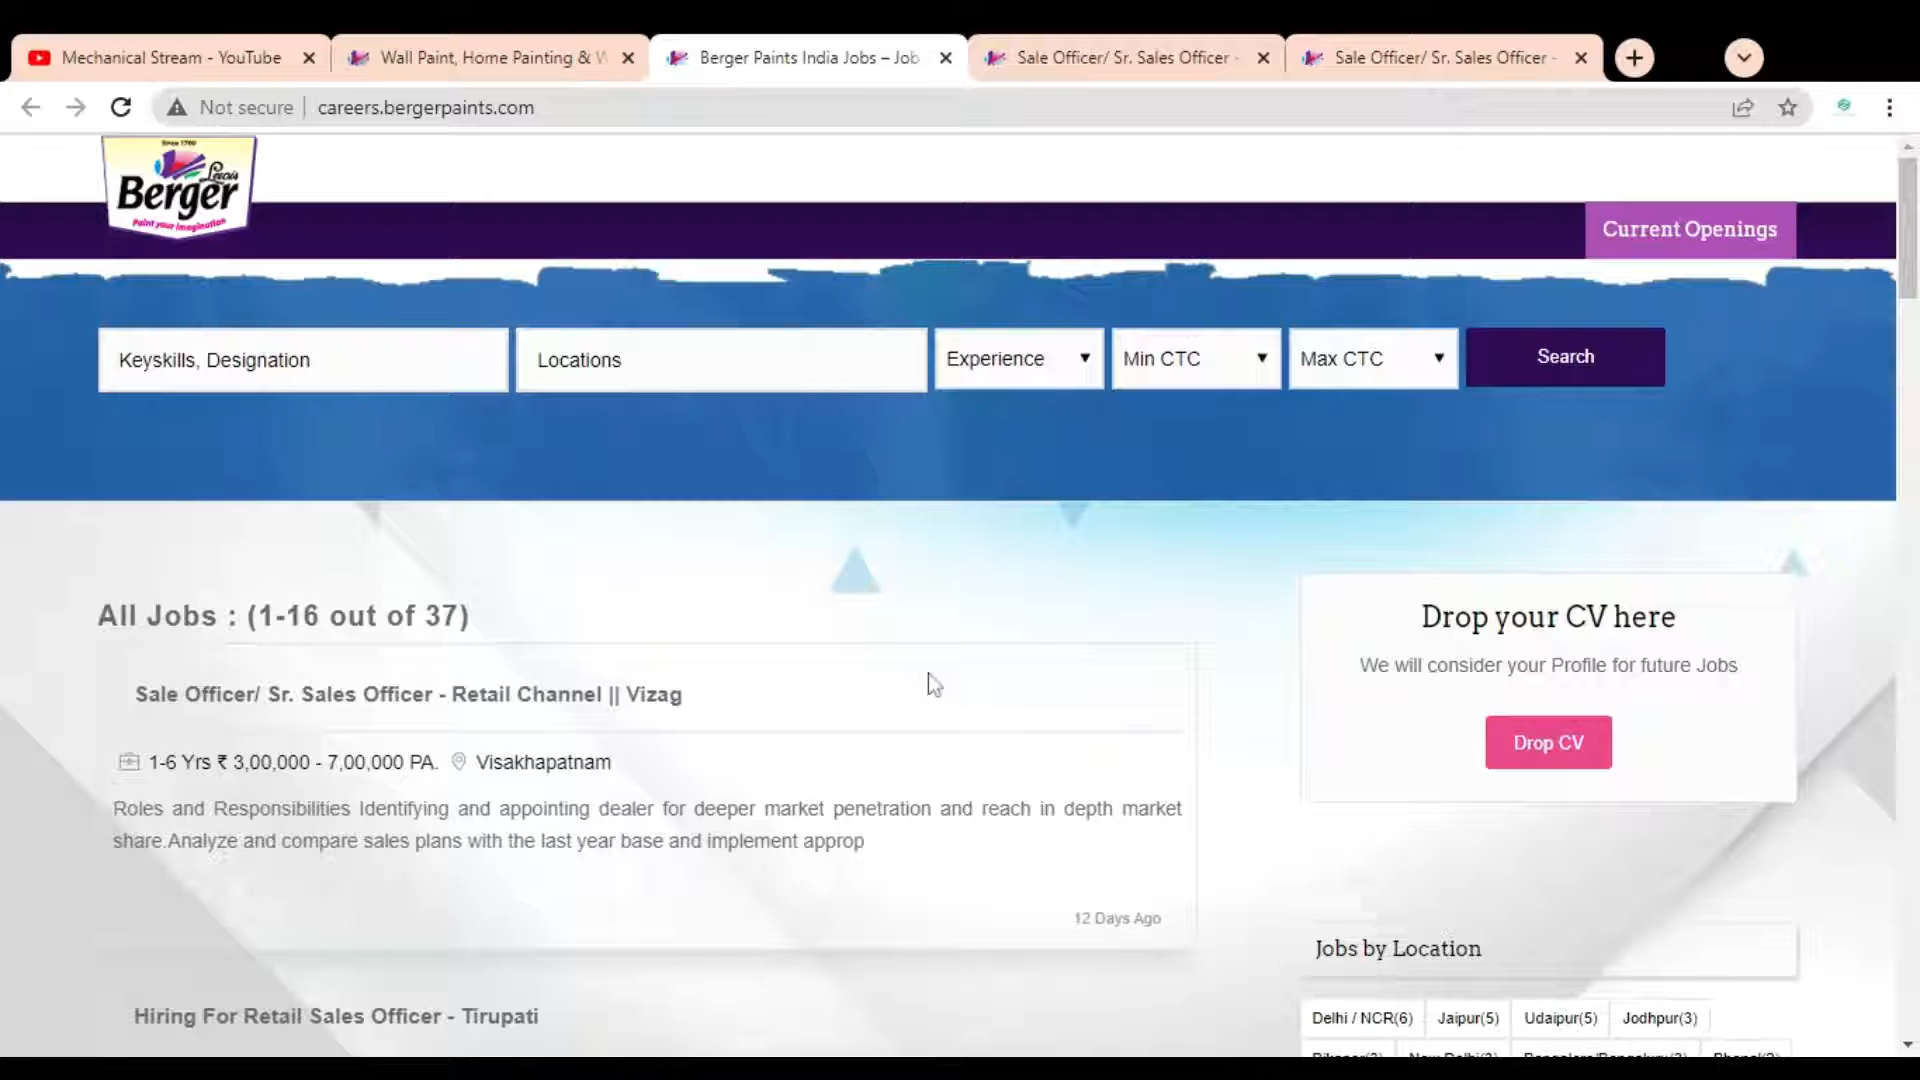 Mechanical Stream - YouTube
Wall Paint, Home Painting & W
Berger Paints India Jobs – Job
Sale Officer/ Sr. Sales Officer -
Sale Officer/ Sr. Sales Officer -
Not secure
careers.bergerpaints.com
Since 1760
Lewis
Berger
Paint your imagination
Current Openings
Keyskills, Designation
Locations
Experience
Min CTC
Max CTC
Search
All Jobs : (1-16 out of 37)
Drop your CV here
We will consider your Profile for future Jobs
Drop CV
Sale Officer/ Sr. Sales Officer - Retail Channel || Vizag
1-6 Yrs ₹ 3,00,000 - 7,00,000 PA. Visakhapatnam
Roles and Responsibilities Identifying and appointing dealer for deeper market penetration and reach in depth market
share.Analyze and compare sales plans with the last year base and implement approp
12 Days Ago
Jobs by Location
Hiring For Retail Sales Officer - Tirupati
Delhi / NCR(6) Jaipur(5) Udaipur(5) Jodhpur(3)